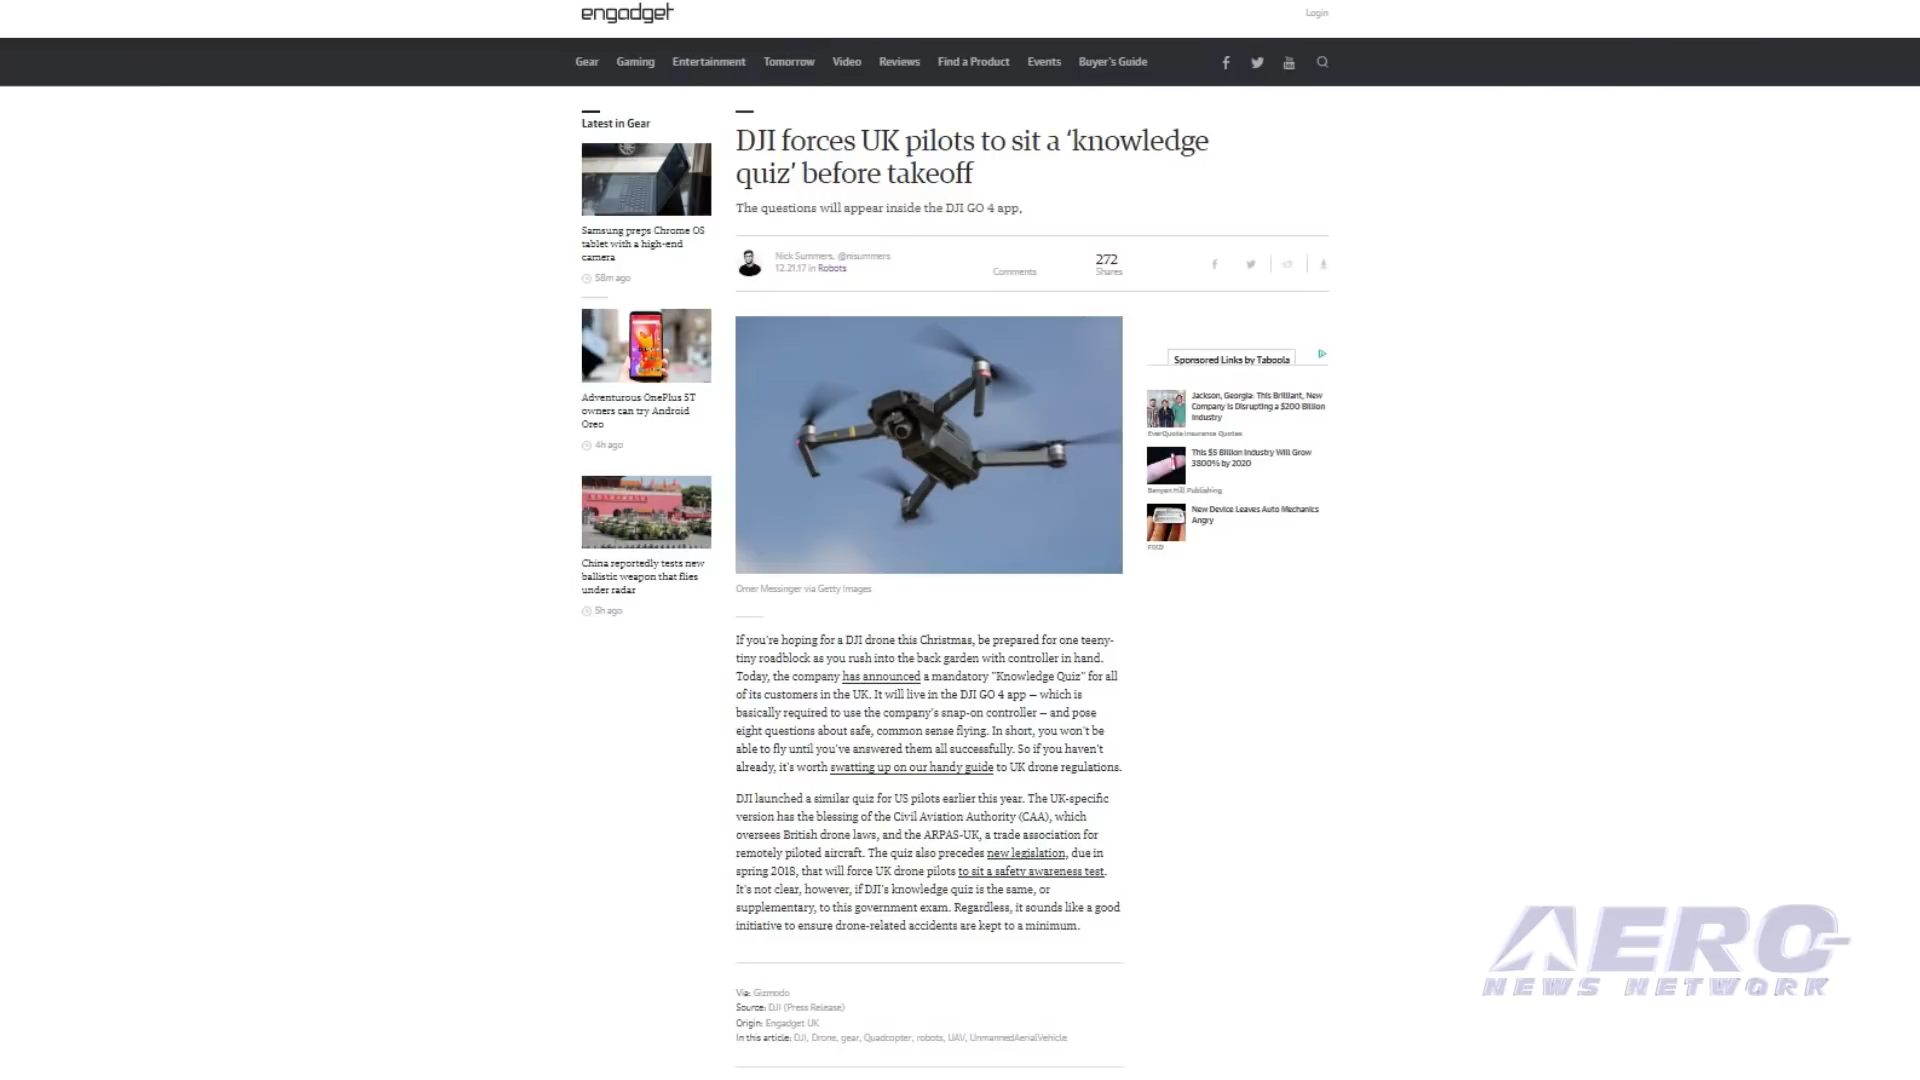 engadget
Login
Gear Gaming Entertainment Tomorrow Video Reviews Find a Product Events Buyer's Guide
Latest in Gear
Samsung preps Chrome OS
tablet with a high-end
camera
58m ago
Adventurous OnePlus 5T
owners can try Android
Oreo
4h ago
China reportedly tests new
ballistic weapon that flies
under radar
5h ago
DJI forces UK pilots to sit a ‘knowledge
quiz’ before takeoff
The questions will appear inside the DJI GO 4 app.
Nick Summers, @nisummers
12.21.17 in Robots
Comments
272
Shares
Omer Messinger via Getty Images
If you're hoping for a DJI drone this Christmas, be prepared for one teeny-
tiny roadblock as you rush into the back garden with controller in hand.
Today, the company has announced a mandatory "Knowledge Quiz" for all
of its customers in the UK. It will live in the DJI GO 4 app — which is
basically required to use the company's snap-on controller — and pose
eight questions about safe, common sense flying. In short, you won't be
able to fly until you've answered them all successfully. So if you haven't
already, it's worth swatting up on our handy guide to UK drone regulations.
DJI launched a similar quiz for US pilots earlier this year. The UK-specific
version has the blessing of the Civil Aviation Authority (CAA), which
oversees British drone laws, and the ARPAS-UK, a trade association for
remotely piloted aircraft. The quiz also precedes new legislation, due in
spring 2018, that will force UK drone pilots to sit a safety awareness test.
It's not clear, however, if DJI's knowledge quiz is the same, or
supplementary, to this government exam. Regardless, it sounds like a good
initiative to ensure drone-related accidents are kept to a minimum.
Via: Gizmodo
Source: DJI (Press Release)
Origin: Engadget UK
In this article: DJI, Drone, gear, Quadcopter, robots, UAV, UnmannedAerialVehicle
Sponsored Links by Taboola
Jackson, Georgia: This Brilliant, New
Company Is Disrupting a $200 Billion
Industry
EverQuote Insurance Quotes
This $5 Billion Industry Will Grow
3800% by 2020
Banyan Hill Publishing
New Device Leaves Auto Mechanics
Angry
FIXD
AERO-
NEWS NETWORK